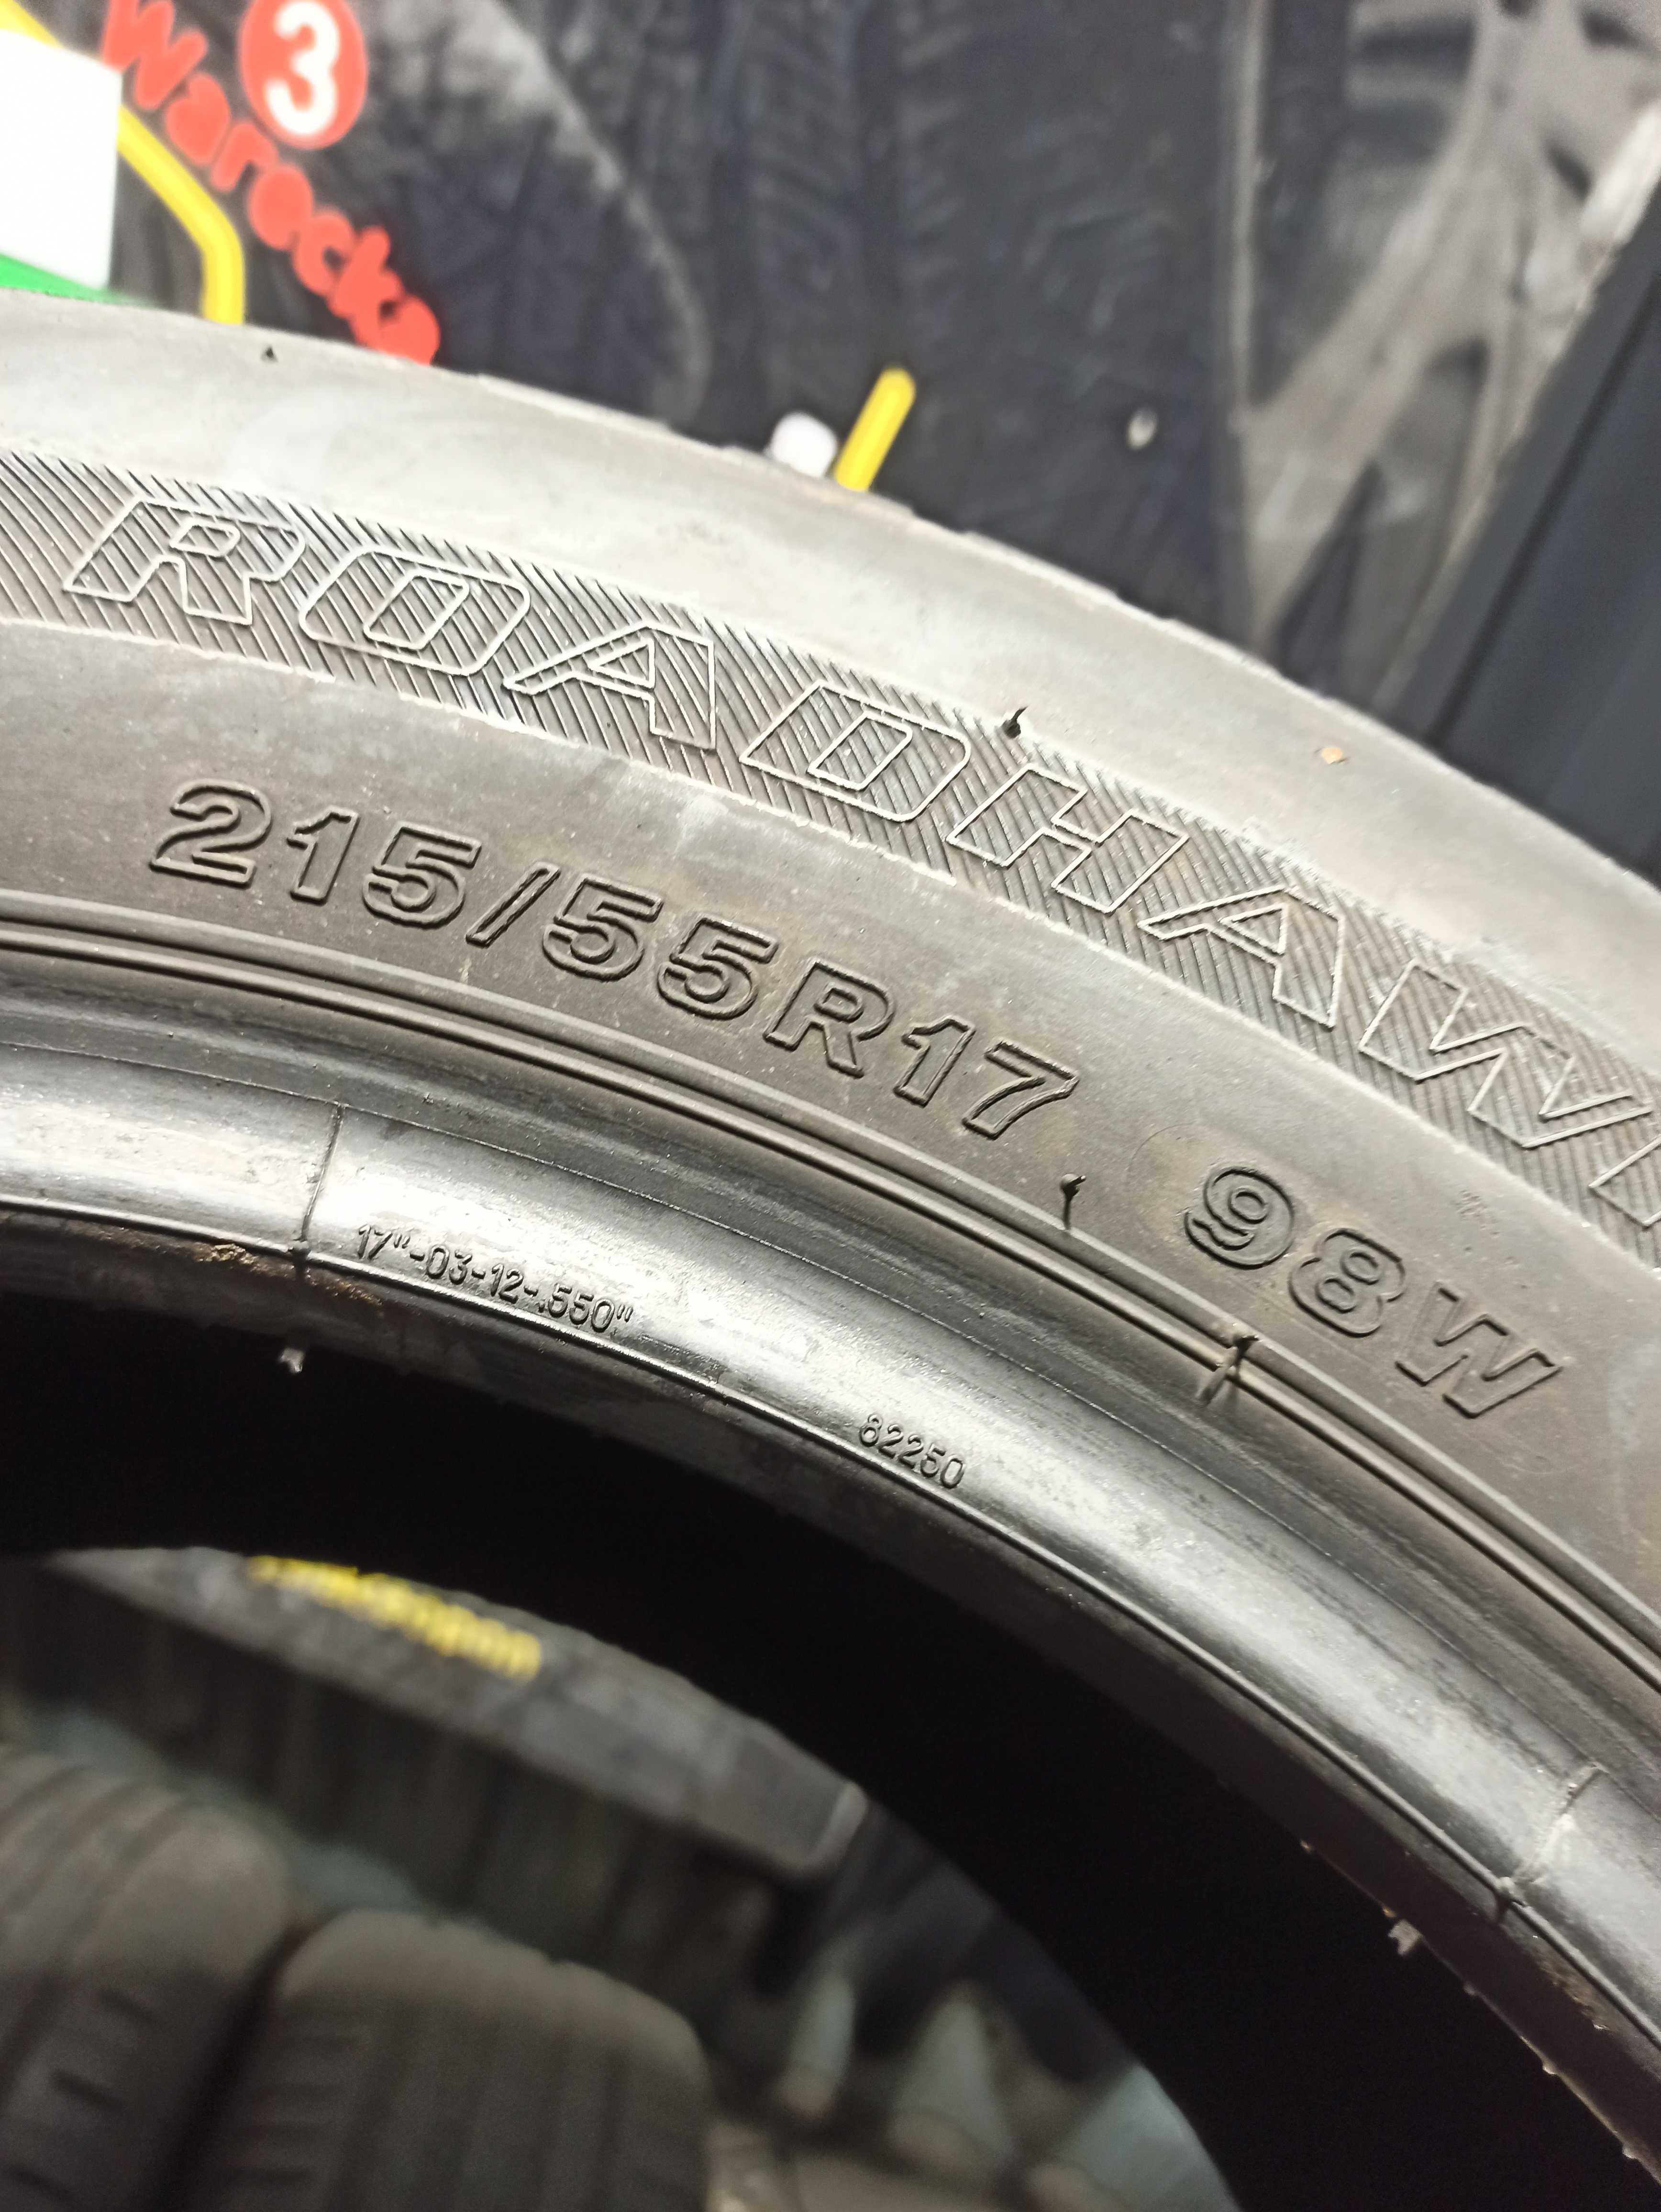 3
Warecka
ROADHAW
215/55R17 98W
17"-03-12-.550"
82250